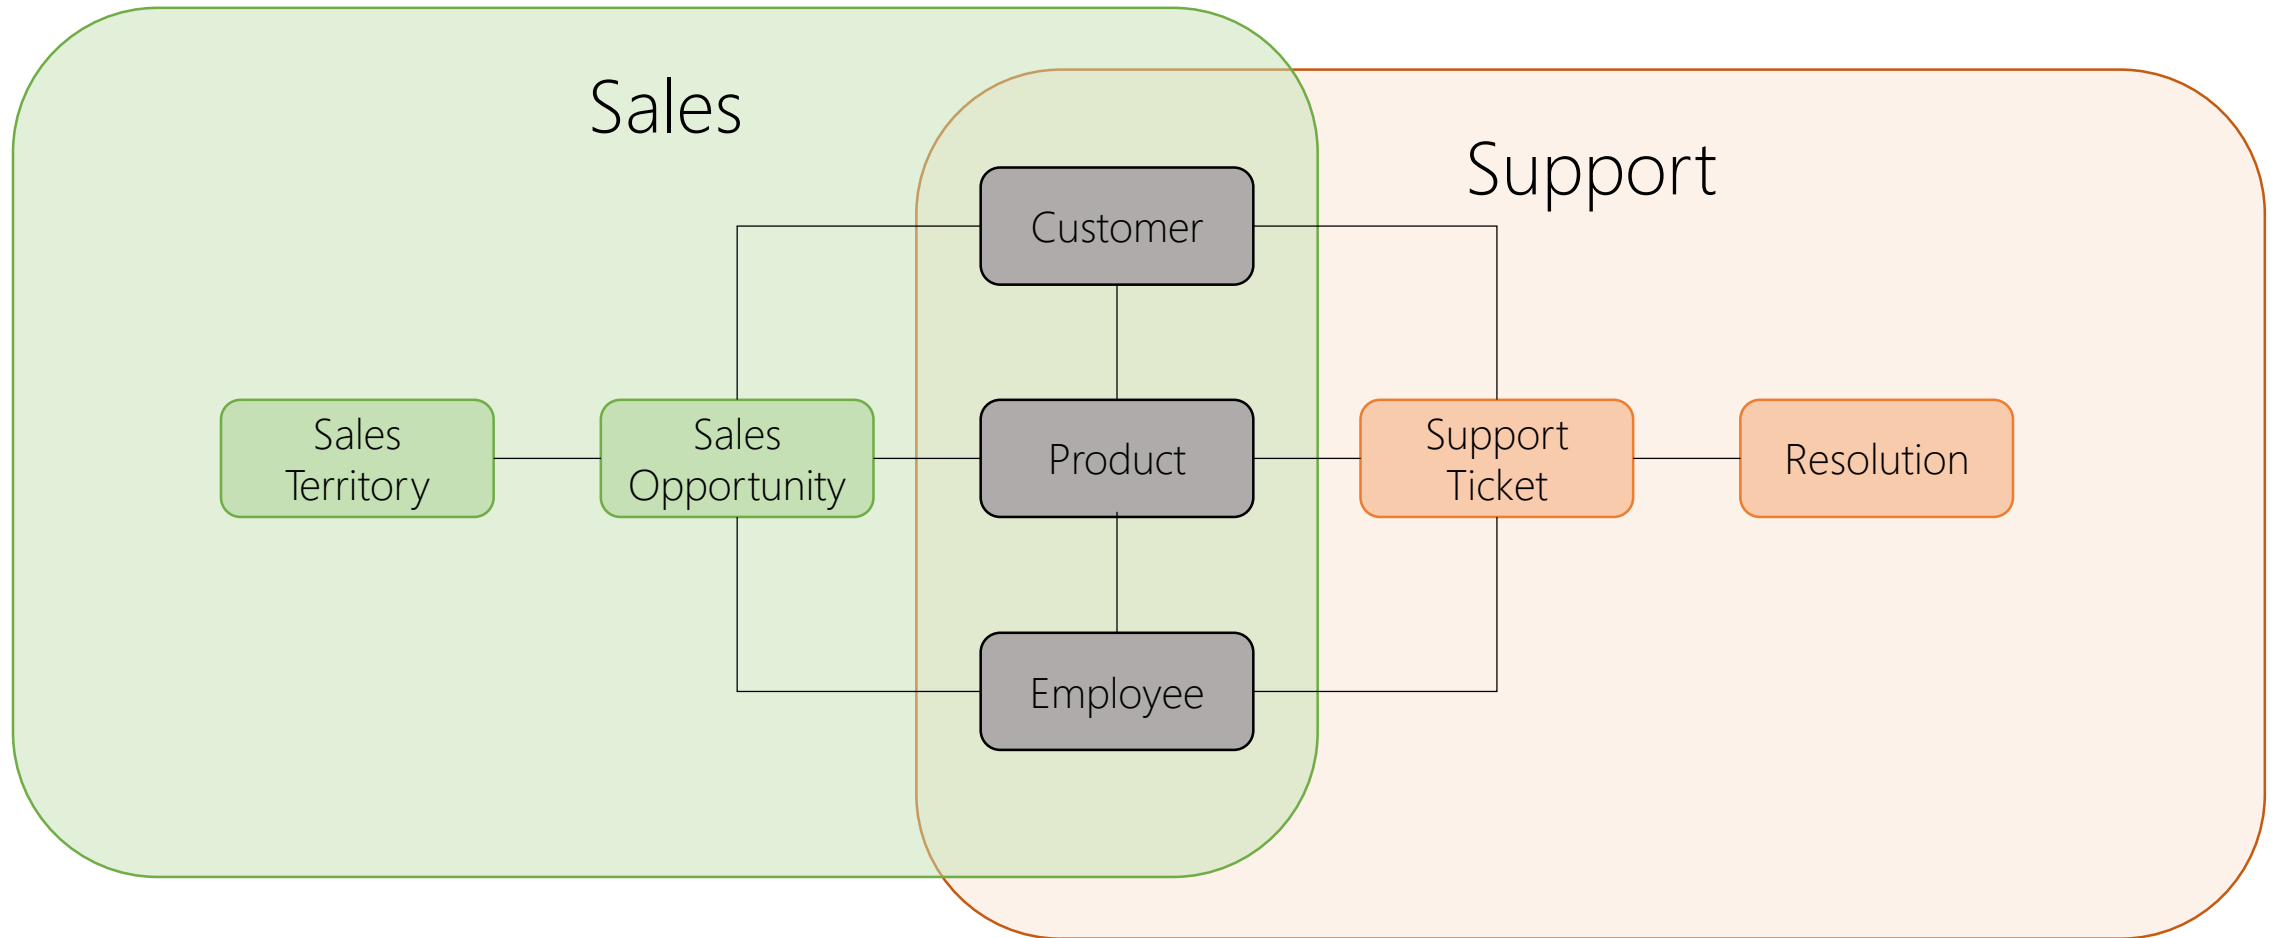 Sales
Support
Customer
Sales
Territory
Sales
Opportunity
Product
Support
Ticket
Resolution
Employee